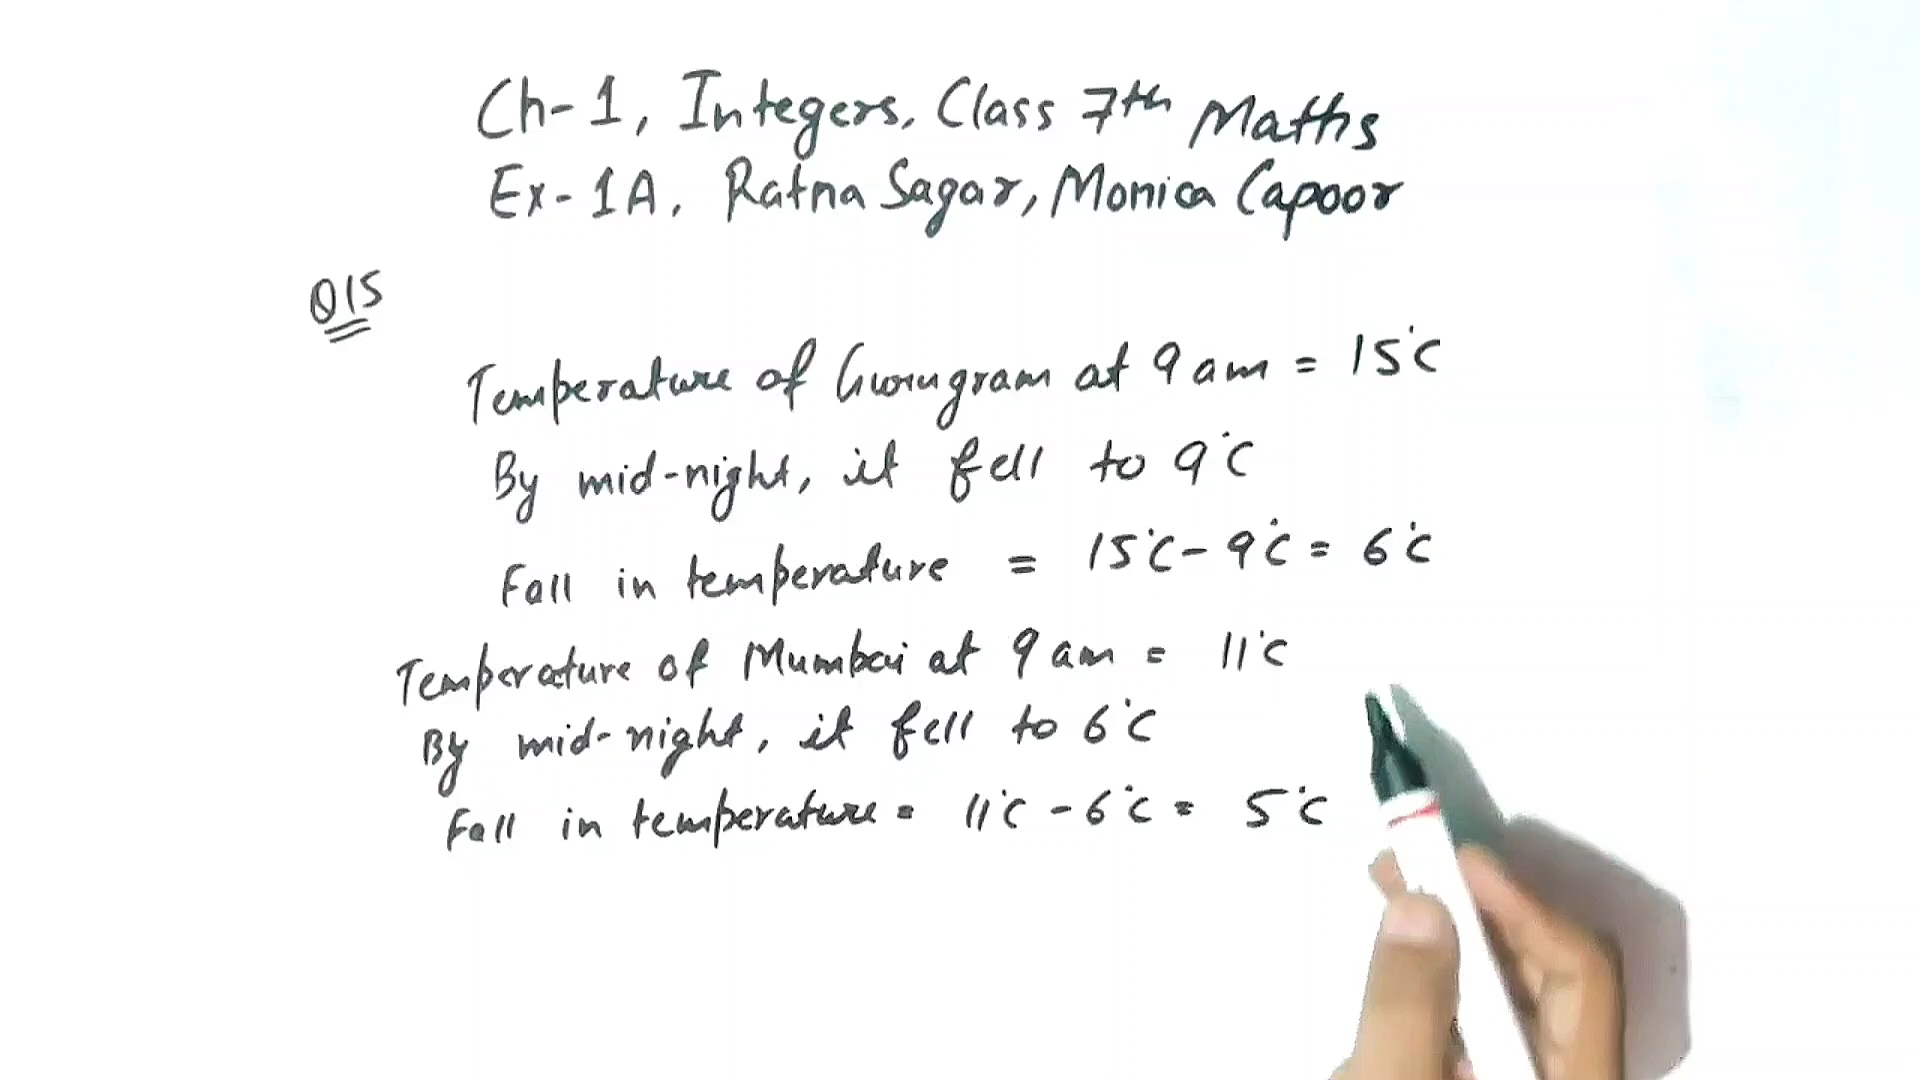 Ch-1, Integers, Class 7th Maths
Ex-1A, Ratna Sagar, Monica Capoor
Q15
Temperature of Gurugram at 9 am = 15°C
By mid-night, it fell to 9°C
Fall in temperature = 15°C - 9°C = 6°C
Temperature of Mumbai at 9 am = 11°C
By mid-night, it fell to 6°C
Fall in temperature = 11°C - 6°C = 5°C